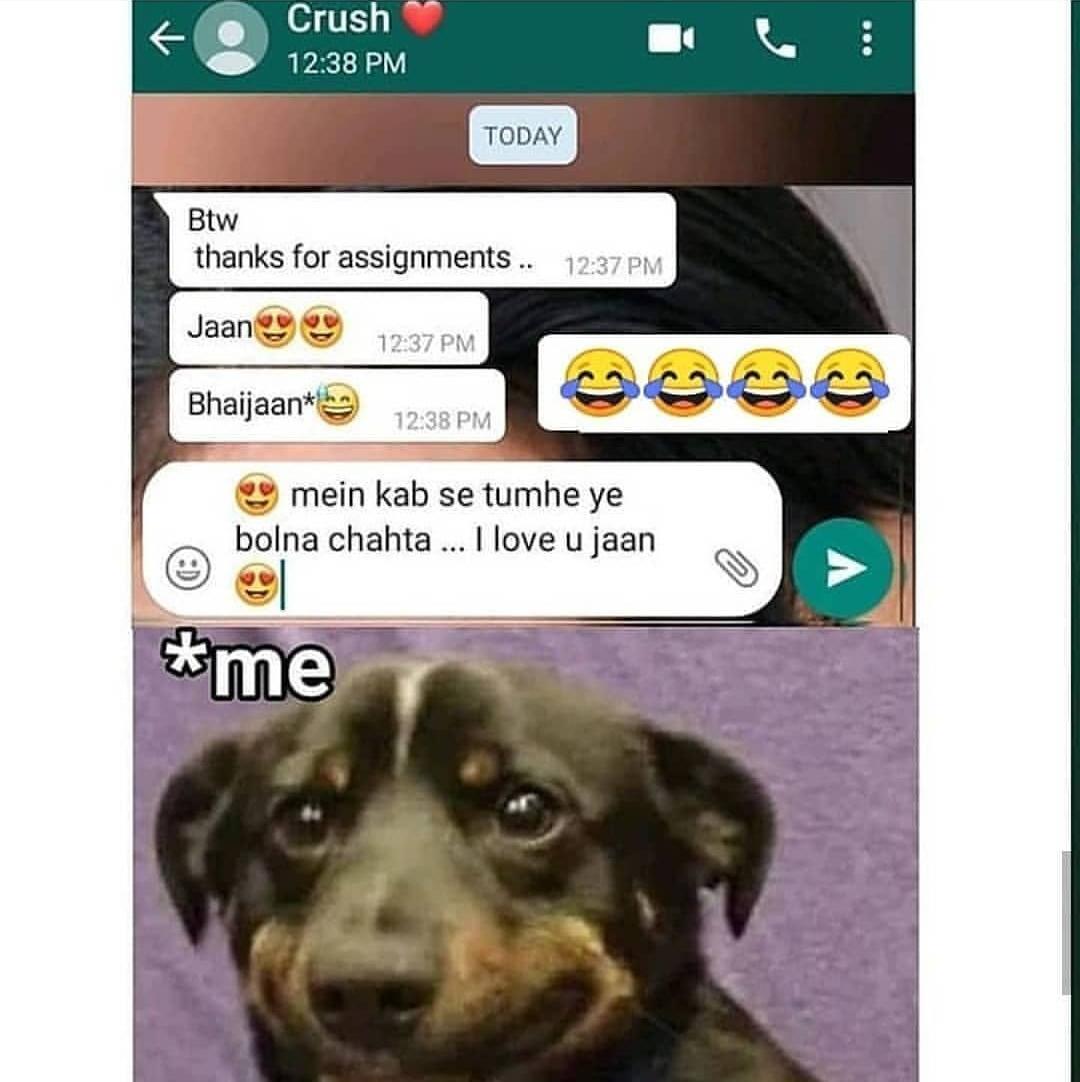 Crush ❤️
12:38 PM
TODAY
Btw
thanks for assignments .. 12:37 PM
Jaan😍😍 12:37 PM
Bhaijaan*😅 12:38 PM
😂😂😂😂
😍 mein kab se tumhe ye
bolna chahta ... I love u jaan
😍
*me